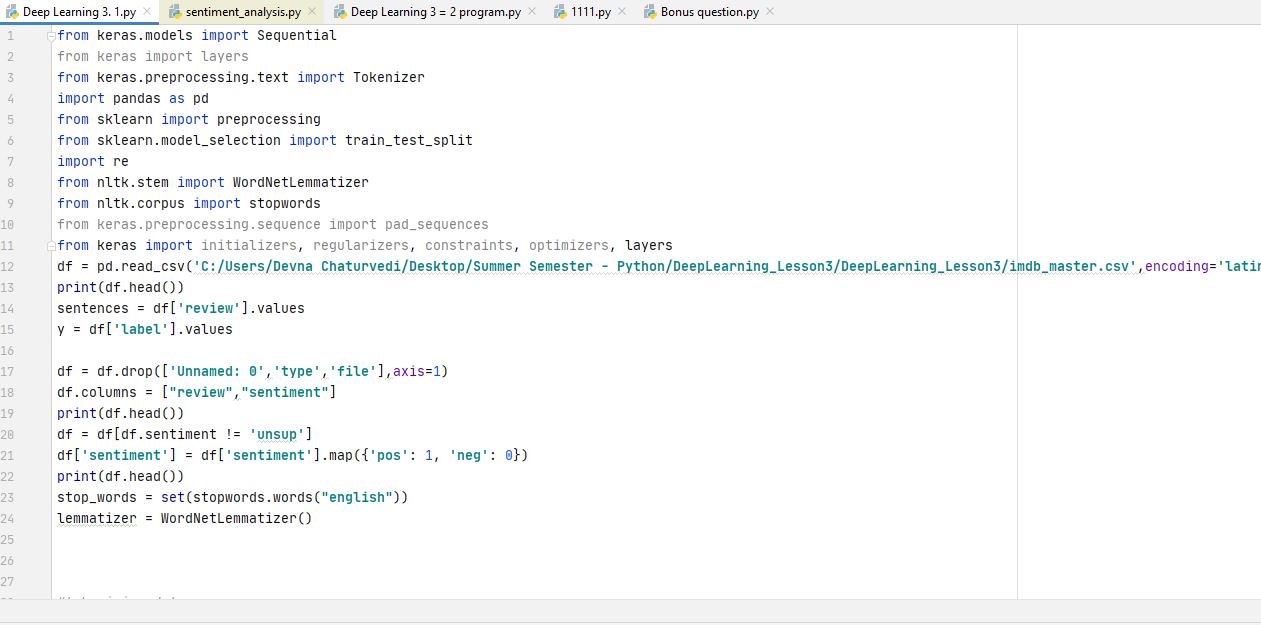 Deep Learning 3. 1.py sentiment_analysis.py Deep Learning 3 = 2 program.py 1111.py Bonus question.py
1 from keras.models import Sequential
2 from keras import layers
3 from keras.preprocessing.text import Tokenizer
4 import pandas as pd
5 from sklearn import preprocessing
6 from sklearn.model_selection import train_test_split
7 import re
8 from nltk.stem import WordNetLemmatizer
9 from nltk.corpus import stopwords
10 from keras.preprocessing.sequence import pad_sequences
11 from keras import initializers, regularizers, constraints, optimizers, layers
12 df = pd.read_csv('C:/Users/Devna Chaturvedi/Desktop/Summer Semester - Python/DeepLearning_Lesson3/DeepLearning_Lesson3/imdb_master.csv',encoding='latin
13 print(df.head())
14 sentences = df['review'].values
15 y = df['label'].values
16
17 df = df.drop(['Unnamed: 0','type','file'],axis=1)
18 df.columns = ["review","sentiment"]
19 print(df.head())
20 df = df[df.sentiment != 'unsup']
21 df['sentiment'] = df['sentiment'].map({'pos': 1, 'neg': 0})
22 print(df.head())
23 stop_words = set(stopwords.words("english"))
24 lemmatizer = WordNetLemmatizer()
25
26
27